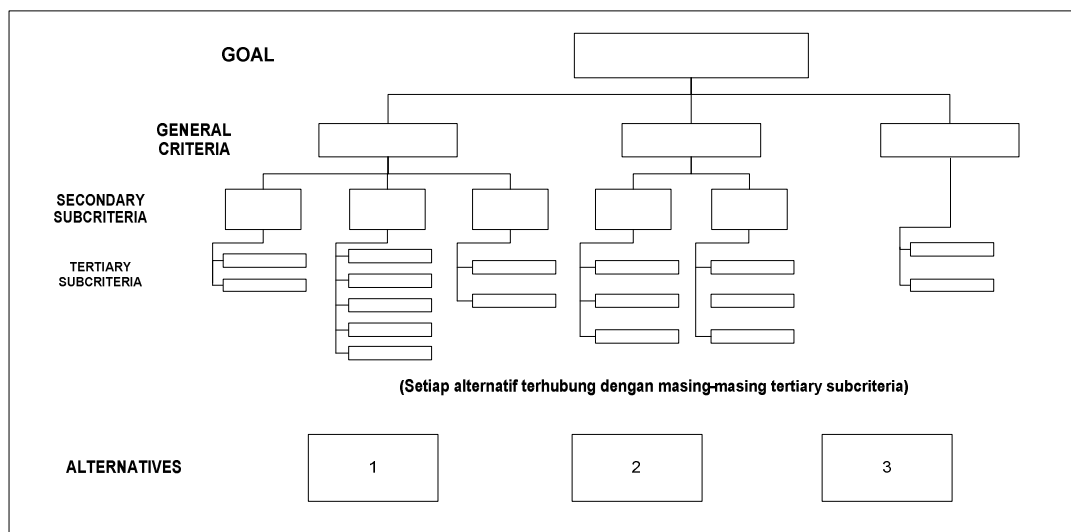 GOAL
GENERAL
CRITERIA
SECONDARY
SUBCRITERIA
TERTIARY
SUBCRITERIA
(Setiap alternatif terhubung dengan masing-masing tertiary subcriteria)
ALTERNATIVES
1
2
3